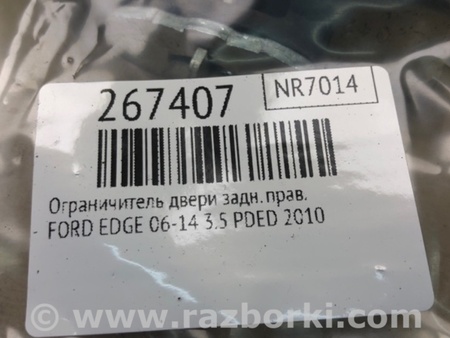 267407
NR7014
Ограничитель двери задн. прав.
FORD EDGE 06-14 3.5 PDED 2010
© www.razborki.com